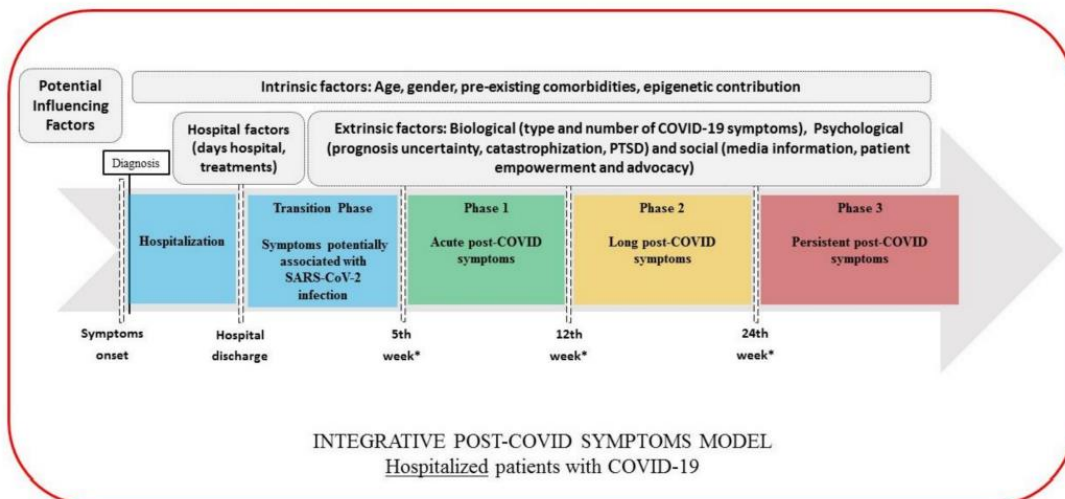 Potential
Influencing
Factors
Intrinsic factors: Age, gender, pre-existing comorbidities, epigenetic contribution
Hospital factors
(days hospital,
treatments)
Extrinsic factors: Biological (type and number of COVID-19 symptoms), Psychological
(prognosis uncertainty, catastrophization, PTSD) and social (media information, patient
empowerment and advocacy)
Diagnosis
Hospitalization
Transition Phase
Symptoms potentially
associated with
SARS-CoV-2
infection
Phase 1
Acute post-COVID
symptoms
Phase 2
Long post-COVID
symptoms
Phase 3
Persistent post-COVID
symptoms
Symptoms
onset
Hospital
discharge
5th
week*
12th
week*
24th
week*
INTEGRATIVE POST-COVID SYMPTOMS MODEL
Hospitalized patients with COVID-19